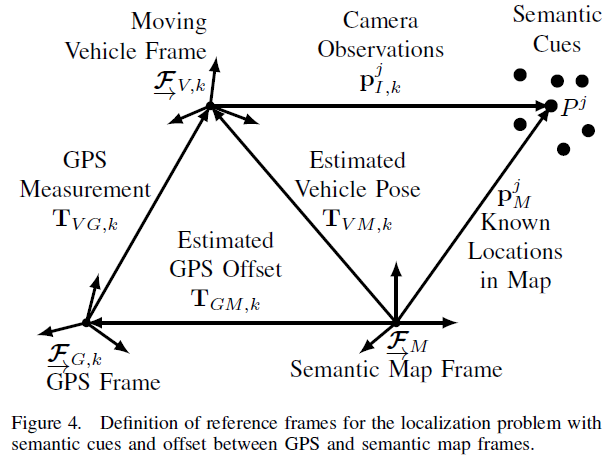 Moving
Vehicle Frame
$\underrightarrow{\mathcal{F}}_{V,k}$
Camera
Observations
$\mathbf{p}_{I,k}^{j}$
Semantic
Cues
$P^{j}$
GPS
Measurement
$\mathbf{T}_{VG,k}$
Estimated
Vehicle Pose
$\mathbf{T}_{VM,k}$
Estimated
GPS Offset
$\mathbf{T}_{GM,k}$
$\mathbf{p}_{M}^{j}$
Known
Locations
in Map
$\underrightarrow{\mathcal{F}}_{G,k}$
GPS Frame
$\underrightarrow{\mathcal{F}}_{M}$
Semantic Map Frame
Figure 4. Definition of reference frames for the localization problem with
semantic cues and offset between GPS and semantic map frames.